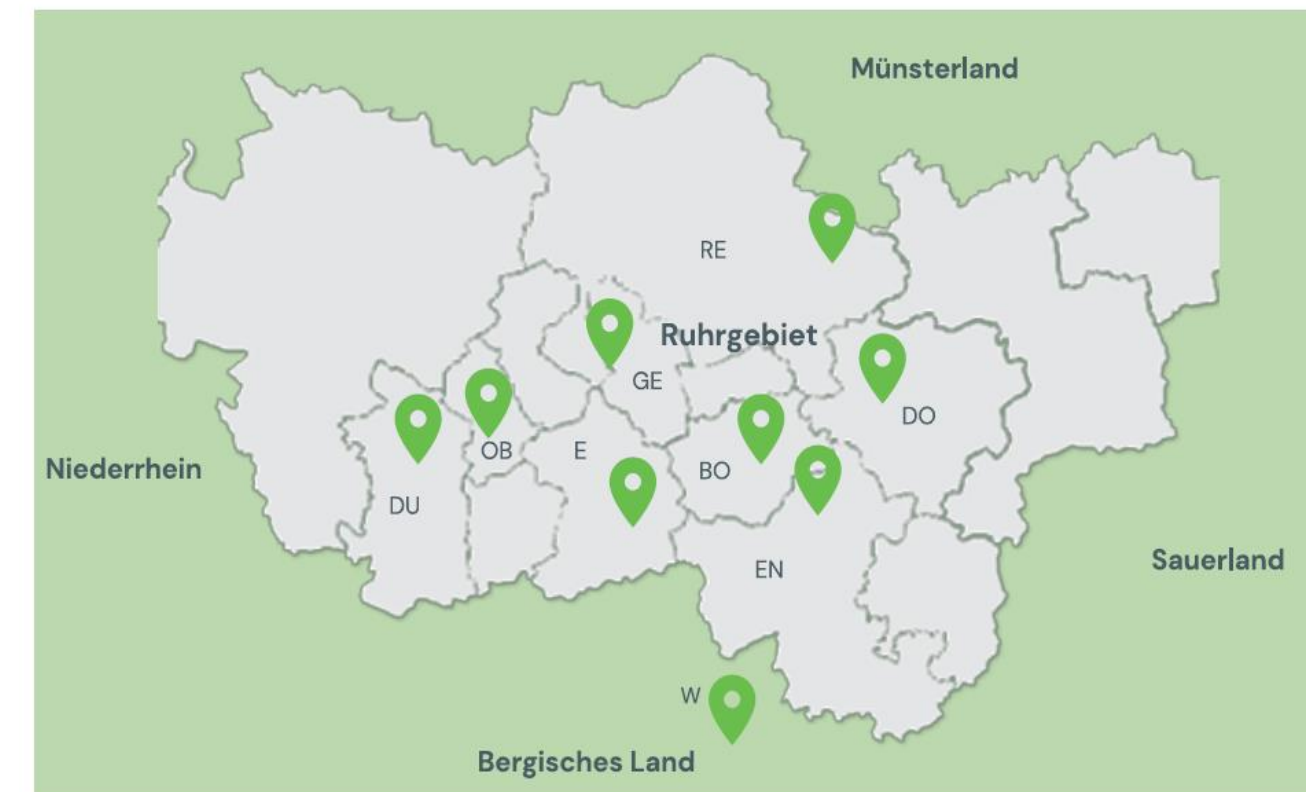 Münsterland
RE
Ruhrgebiet
GE
DO
OB
E
Niederrhein
BO
DU
Sauerland
EN
W
Bergisches Land